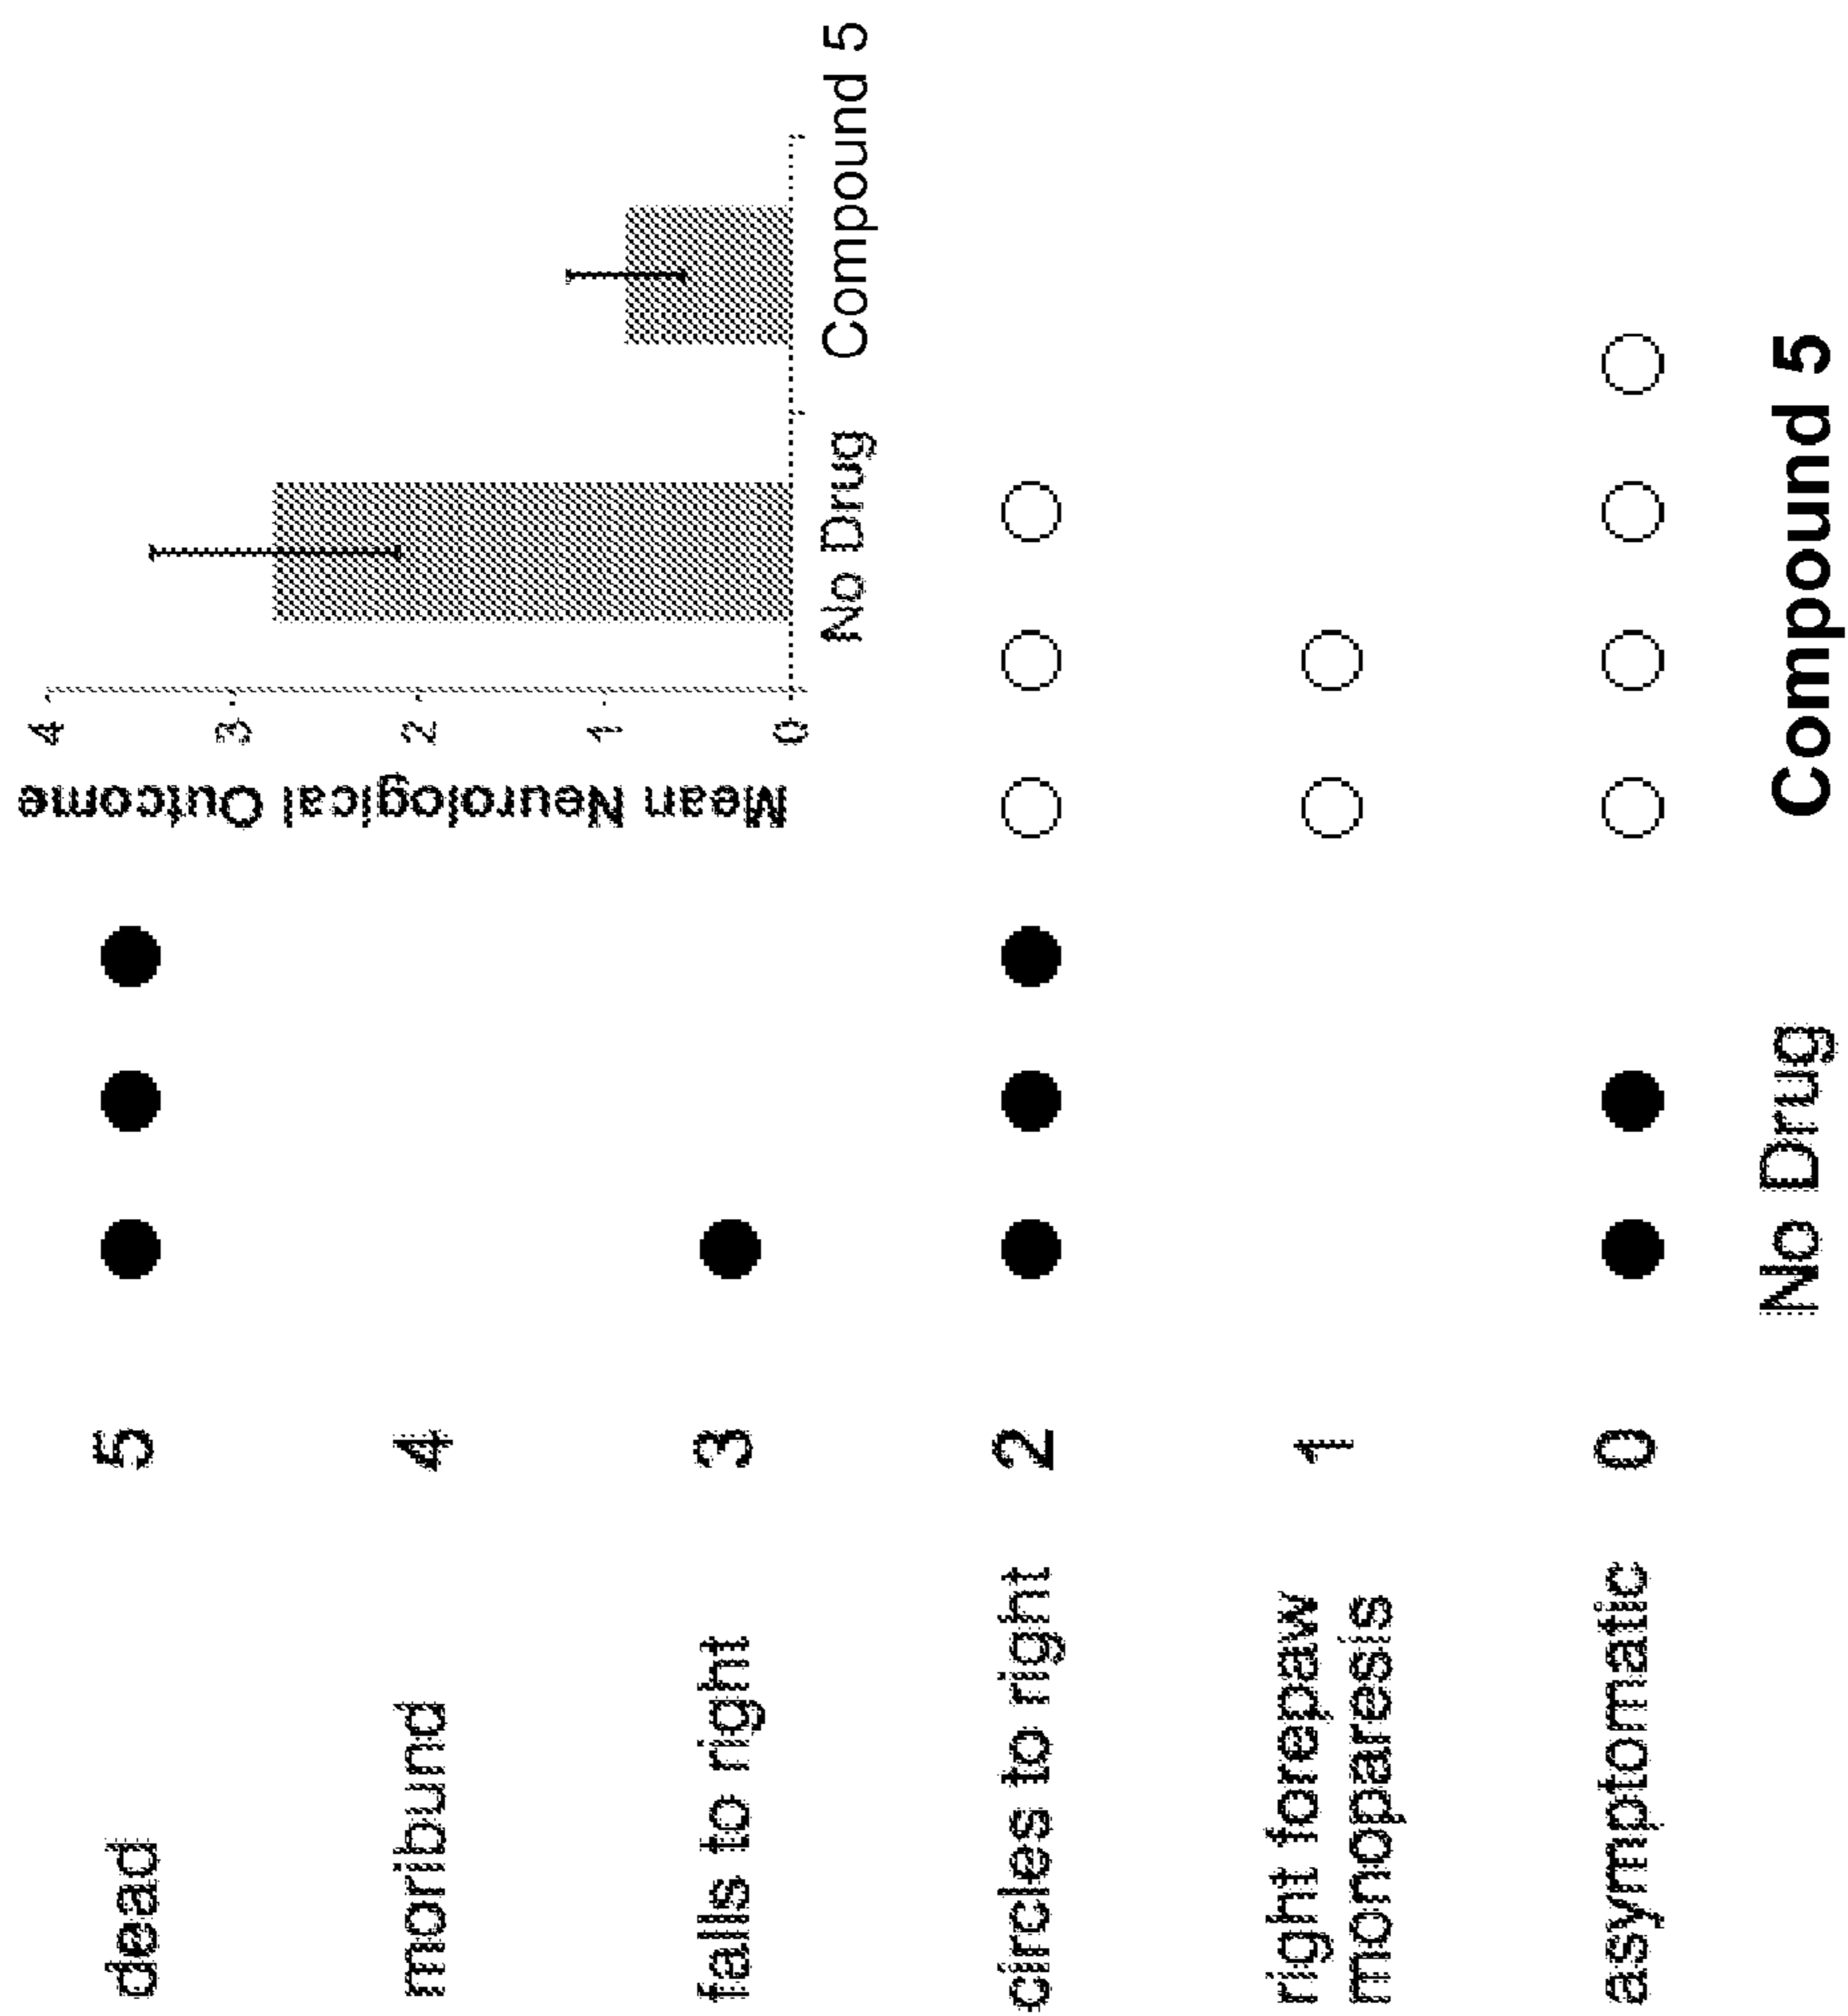 dead 5
moribund 4
falls to right 3
circles to right 2
right forepaw 1
monoparesis
asymptomatic 0
No Drug Compound 5
Mean Neurological Outcome
4
3
2
1
0
No Drug Compound 5